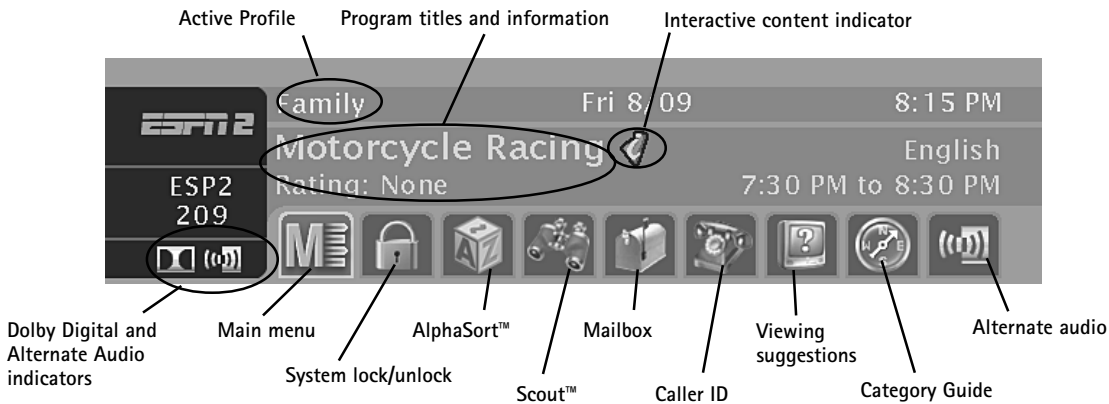 Active Profile
Program titles and information
Interactive content indicator
ESPN2
Family
Fri 8/09
8:15 PM
Motorcycle Racing
i
English
Rating: None
7:30 PM to 8:30 PM
ESP2
209
M
AZ
?
N
W E
S
Dolby Digital and
Alternate Audio
indicators
Main menu
System lock/unlock
AlphaSort™
Scout™
Mailbox
Caller ID
Viewing
suggestions
Category Guide
Alternate audio